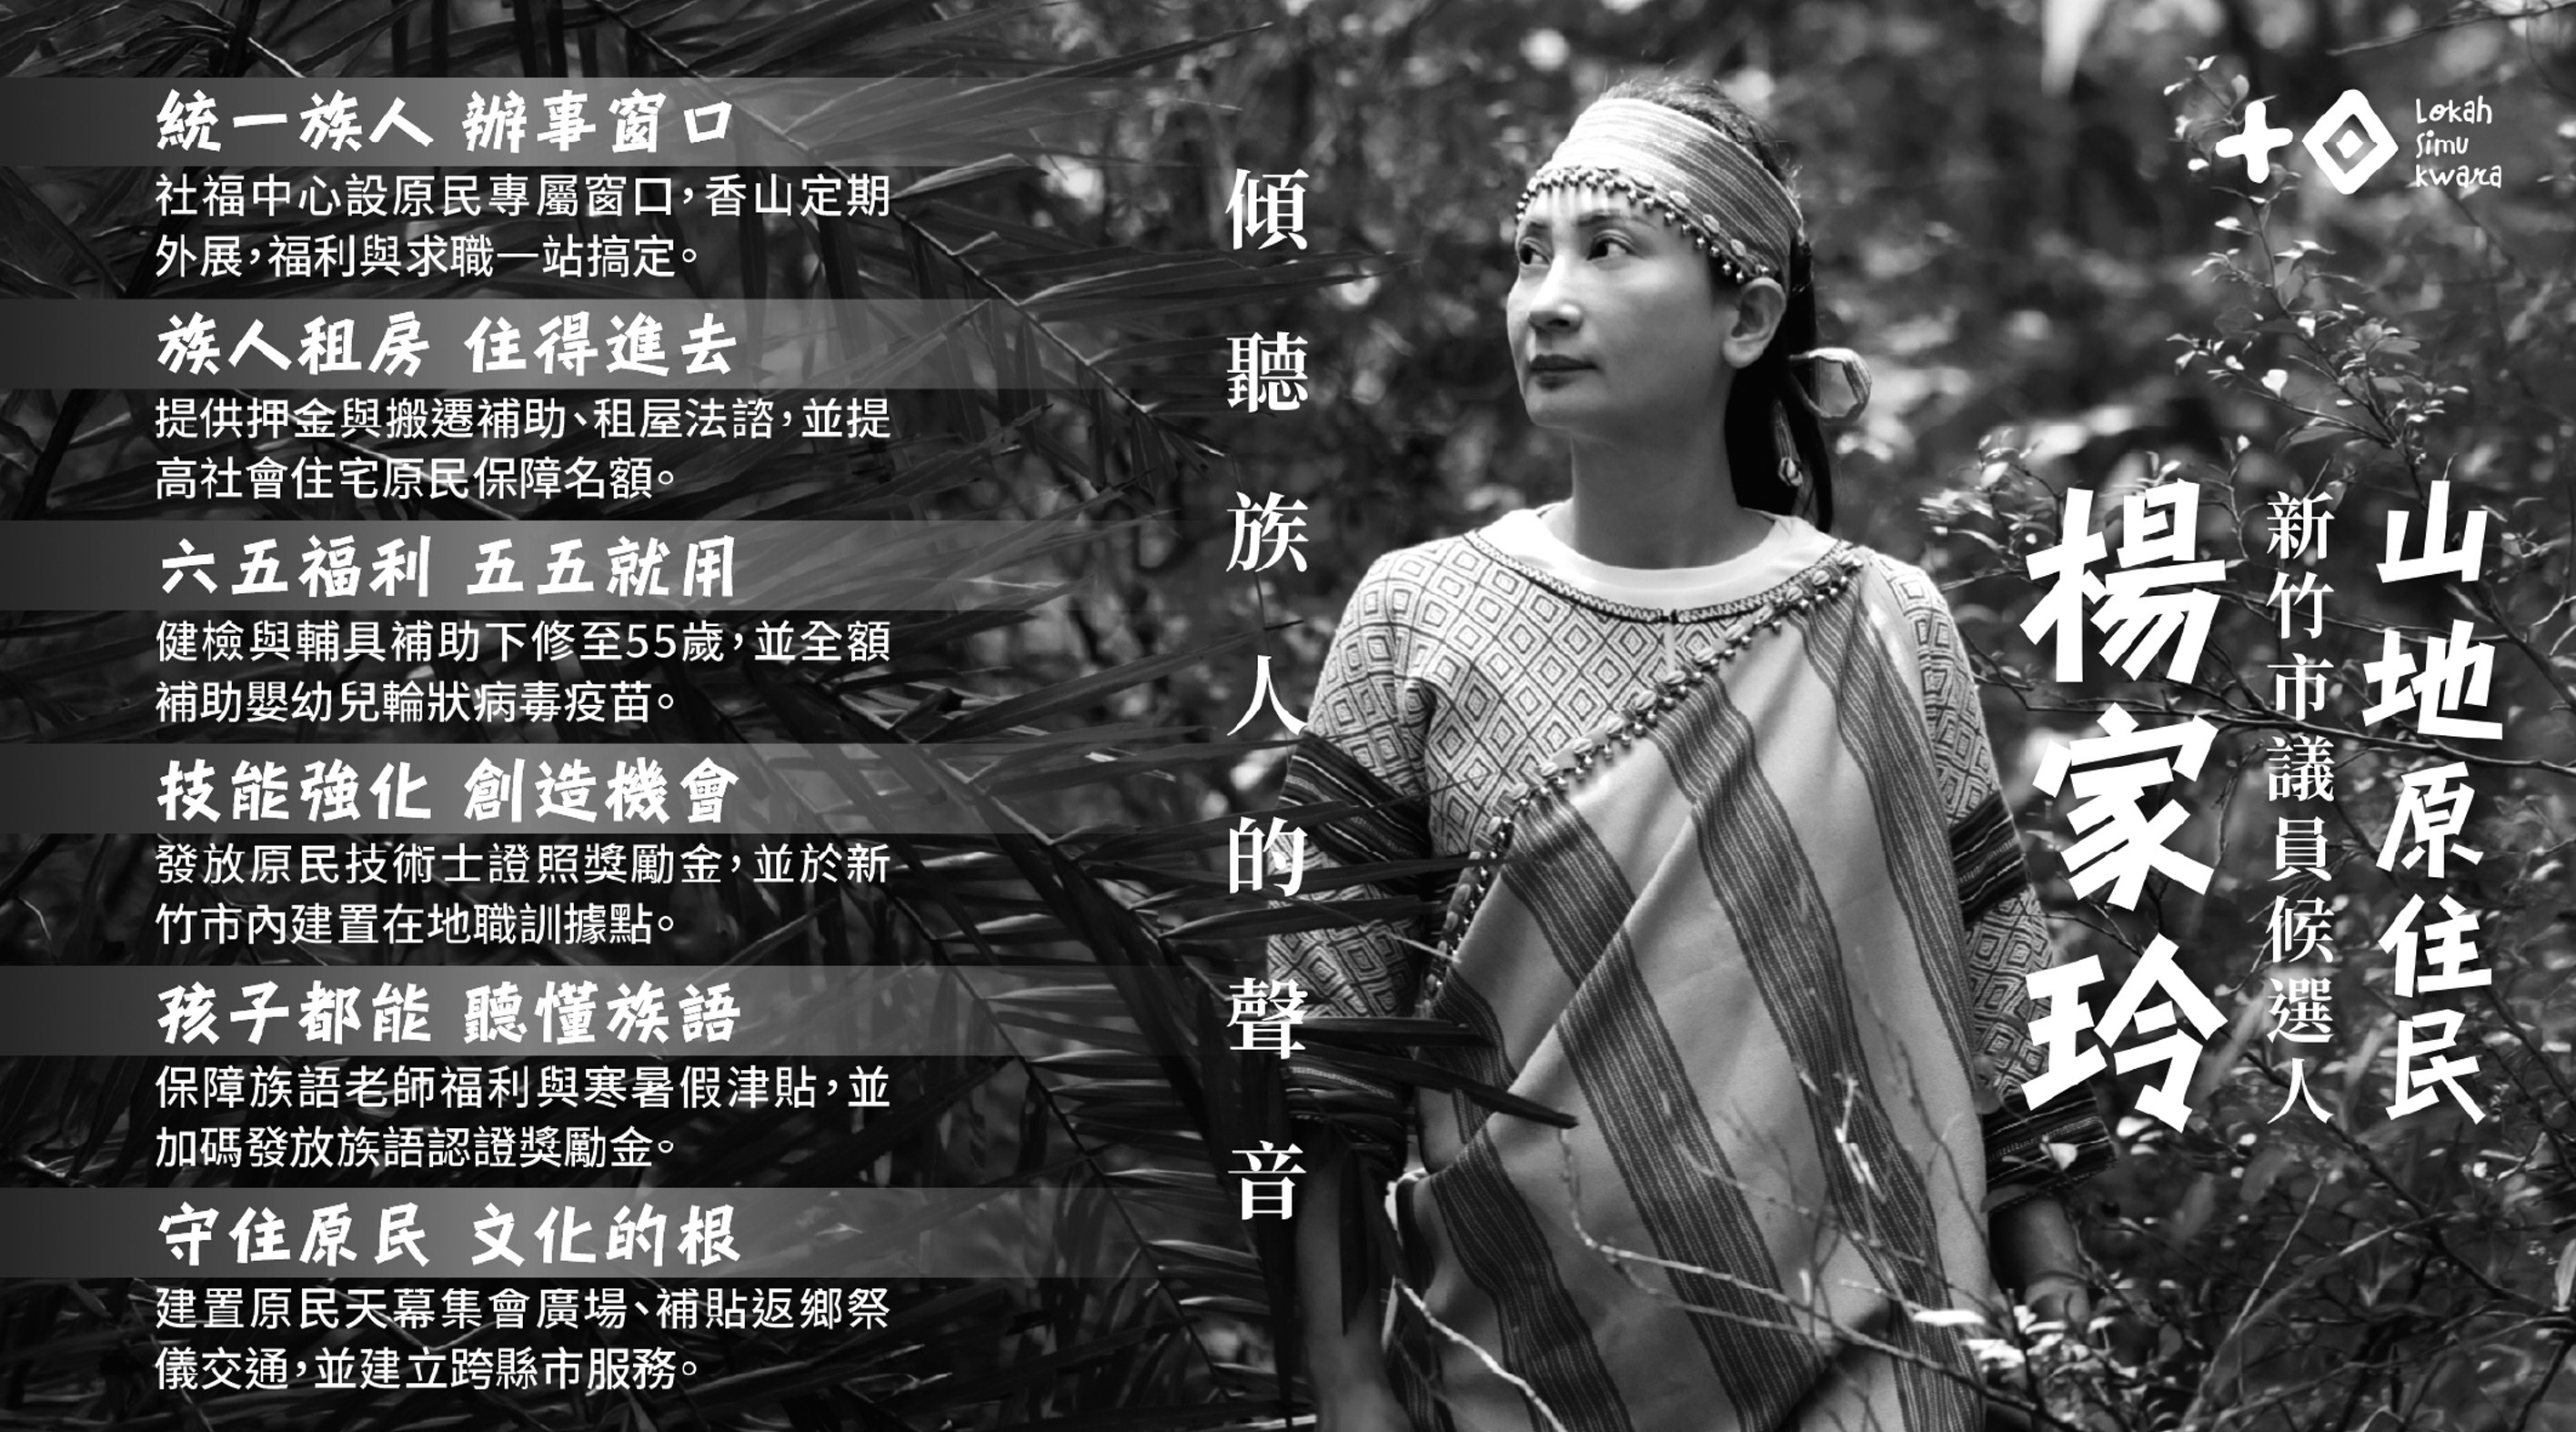 統一族人 辦事窗口
社福中心設原民專屬窗口，香山定期
外展，福利與求職一站搞定。
族人租房 住得進去
提供押金與搬遷補助、租屋法諮，並提
高社會住宅原民保障名額。
六五福利 五五就用
健檢與輔具補助下修至55歲，並全額
補助嬰幼兒輪狀病毒疫苗。
技能強化 創造機會
發放原民技術士證照獎勵金，並於新
竹市內建置在地職訓據點。
孩子都能 聽懂族語
保障族語老師福利與寒暑假津貼，並
加碼發放族語認證獎勵金。
守住原民 文化的根
建置原民天幕集會廣場、補貼返鄉祭
儀交通，並建立跨縣市服務。
傾聽族人的聲音
Lokah
Simu
kwara
山地原住民
新竹市議員候選人
楊家玲